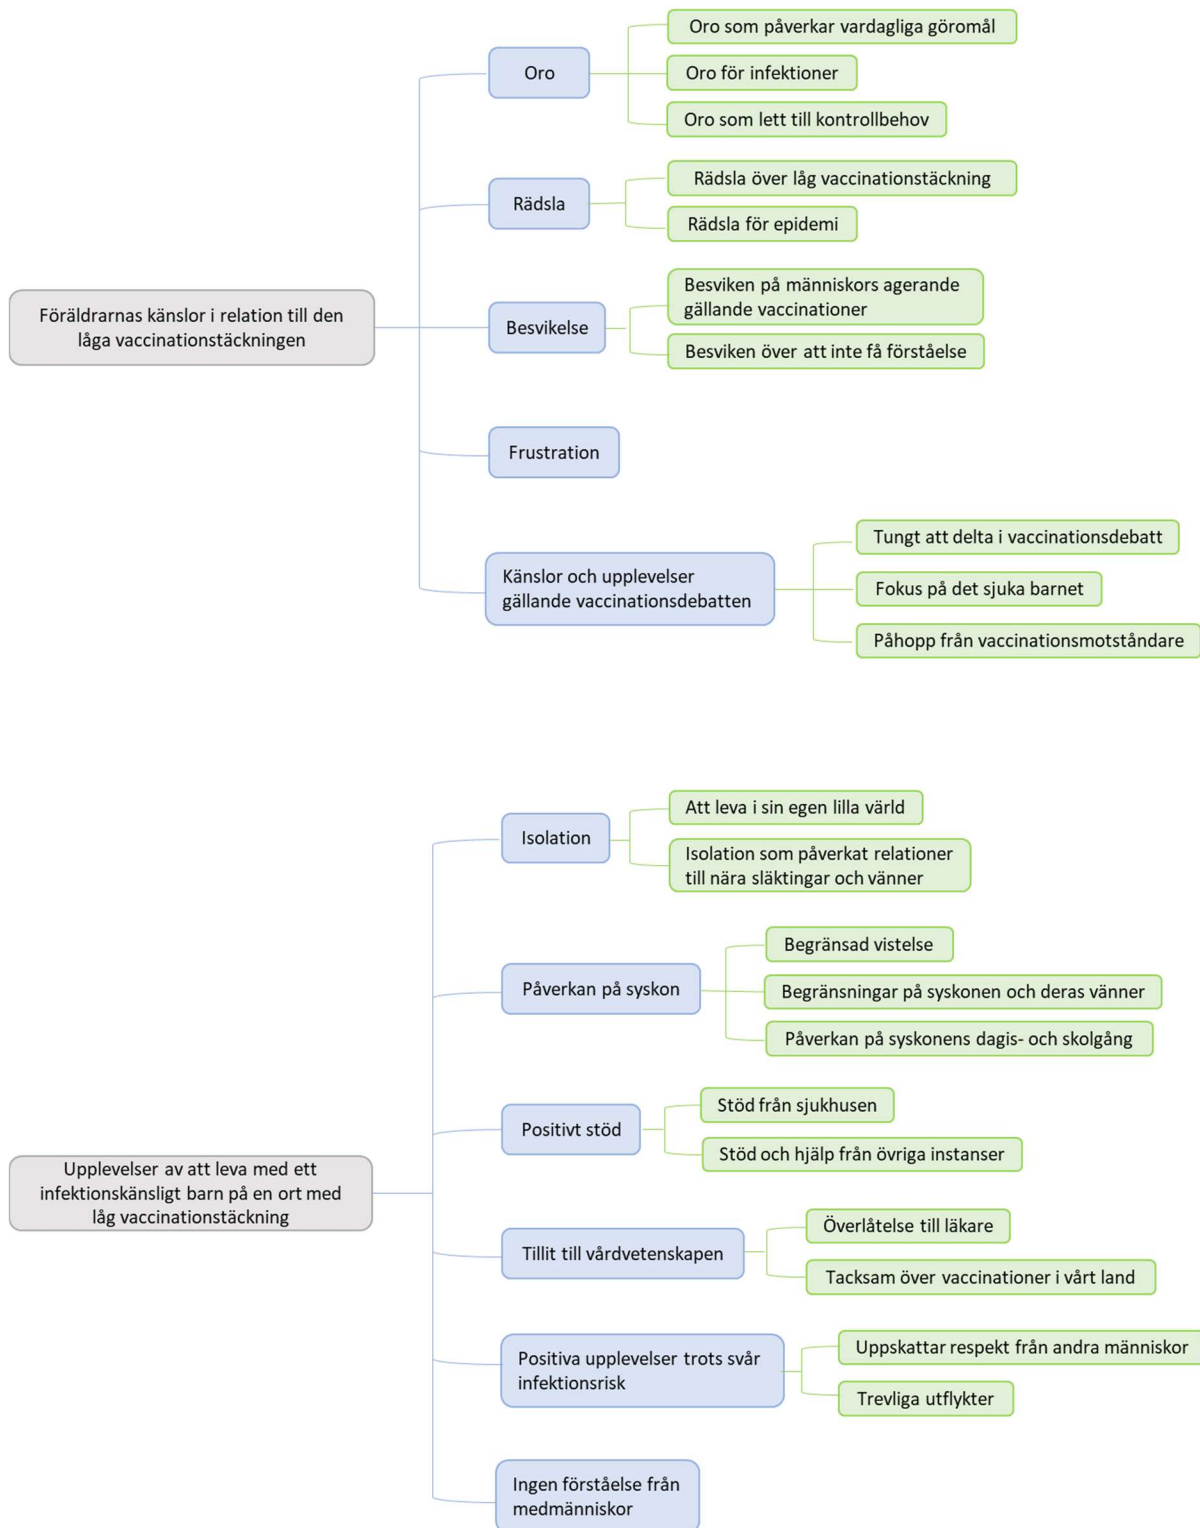 Oro som påverkar vardagliga göromål
Oro
Oro för infektioner
Oro som lett till kontrollbehov
Rädsla över låg vaccinationstäckning
Rädsla
Rädsla för epidemi
Föräldrarnas känslor i relation till den
låga vaccinationstäckningen
Besviken på människors agerande
gällande vaccinationer
Besvikelse
Besviken över att inte få förståelse
Frustration
Tungt att delta i vaccinationsdebatt
Känslor och upplevelser
gällande vaccinationsdebatten
Fokus på det sjuka barnet
Påhopp från vaccinationsmotståndare
Att leva i sin egen lilla värld
Isolation
Isolation som påverkat relationer
till nära släktingar och vänner
Begränsad vistelse
Påverkan på syskon
Begränsningar på syskonen och deras vänner
Påverkan på syskonens dagis- och skolgång
Stöd från sjukhusen
Positivt stöd
Stöd och hjälp från övriga instanser
Upplevelser av att leva med ett
infektionskänsligt barn på en ort med
låg vaccinationstäckning
Överlåtelse till läkare
Tillit till vårdvetenskapen
Tacksam över vaccinationer i vårt land
Uppskattar respekt från andra människor
Positiva upplevelser trots svår
infektionsrisk
Trevliga utflykter
Ingen förståelse från
medmänniskor